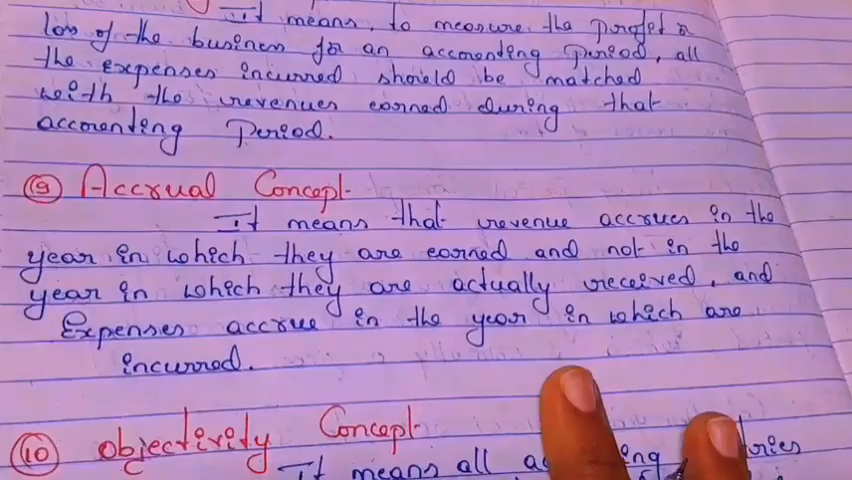 It means, to measure the profit or
loss of the business for an accounting period, all
the expenses incurred should be matched
with the revenues earned during that
accounting Period.
⑨ Accrual Concept
It means that revenue accrues in the
year in which they are earned and not in the
year in which they are actually received, and
Expenses accrue in the year in which are
incurred.
⑩ objectivity Concept
It means all